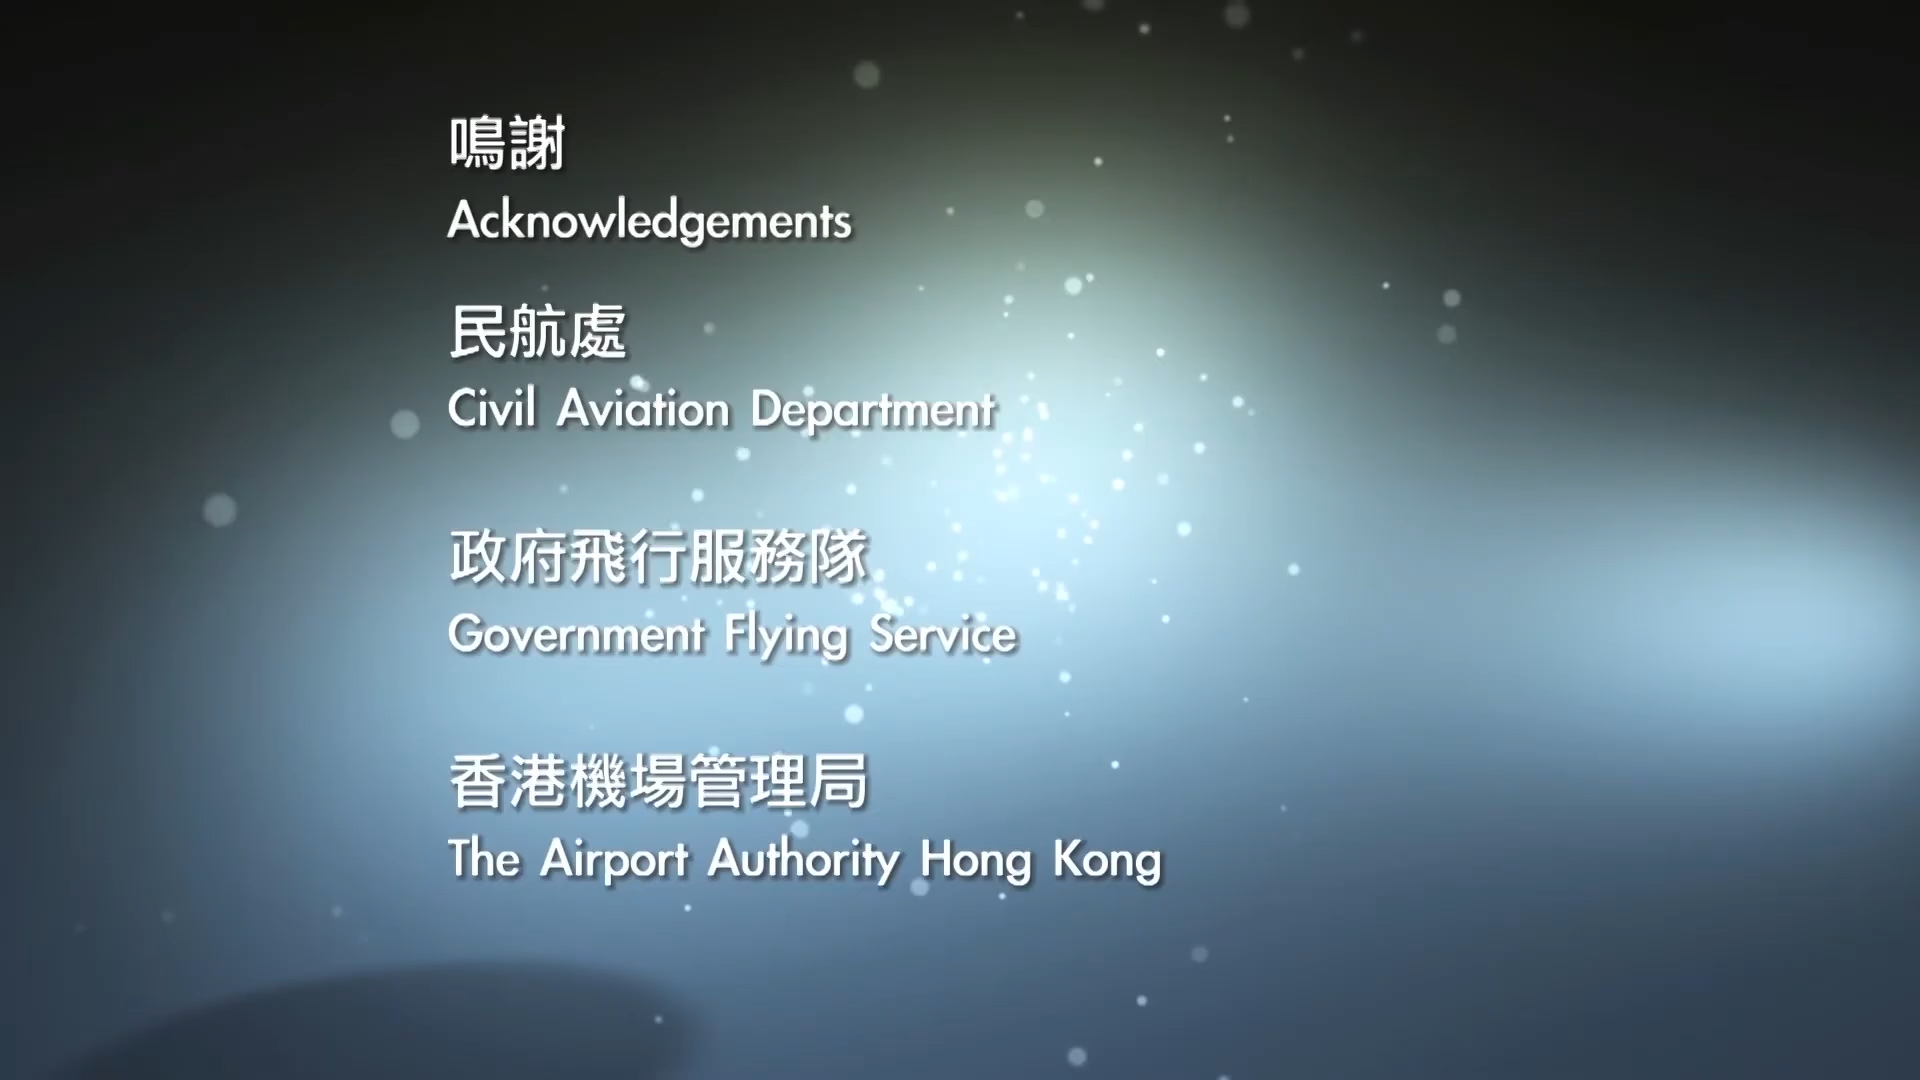 鳴謝
Acknowledgements
民航處
Civil Aviation Department
政府飛行服務隊
Government Flying Service
香港機場管理局
The Airport Authority Hong Kong